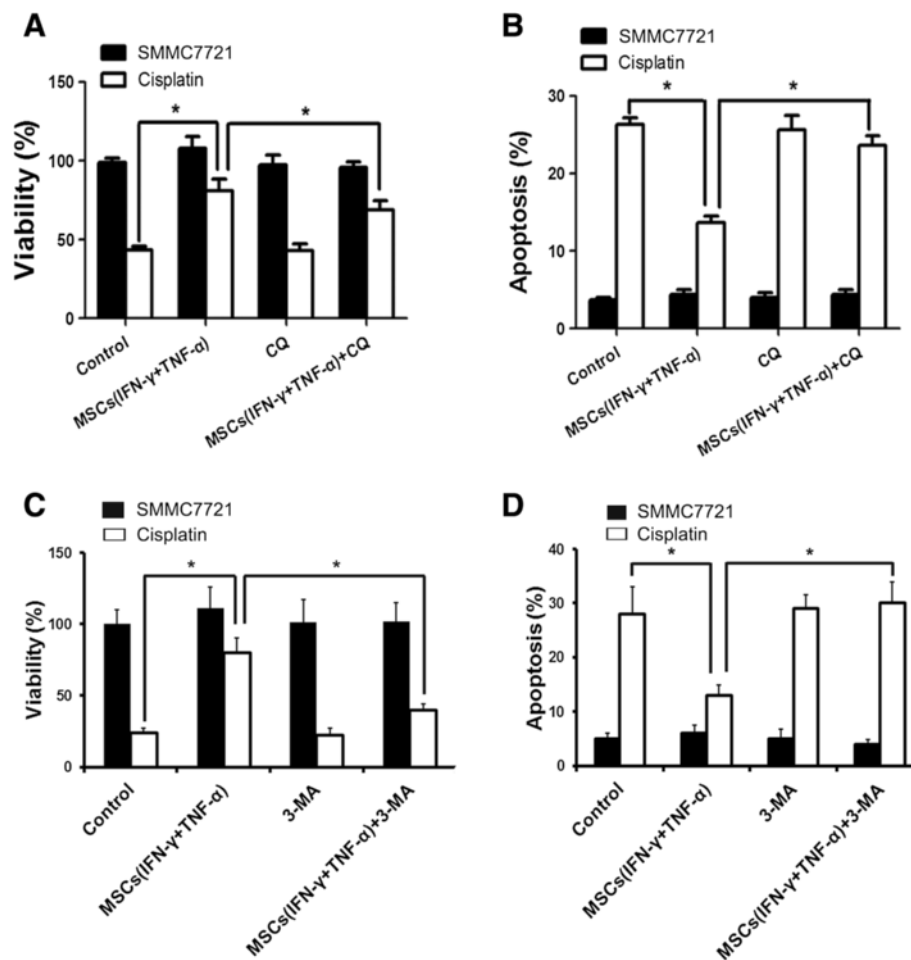 A
SMMC7721
Cisplatin
Viability (%)
150
100
50
0
*
*
Control
MSCs(IFN-γ+TNF-α)
CQ
MSCs(IFN-γ+TNF-α)+CQ
B
SMMC7721
Cisplatin
Apoptosis (%)
30
20
10
0
*
*
Control
MSCs(IFN-γ+TNF-α)
CQ
MSCs(IFN-γ+TNF-α)+CQ
C
SMMC7721
Cisplatin
Viability (%)
150
100
50
0
*
*
Control
MSCs(IFN-γ+TNF-α)
3-MA
MSCs(IFN-γ+TNF-α)+3-MA
D
SMMC7721
Cisplatin
Apoptosis (%)
40
30
20
10
0
*
*
Control
MSCs(IFN-γ+TNF-α)
3-MA
MSCs(IFN-γ+TNF-α)+3-MA